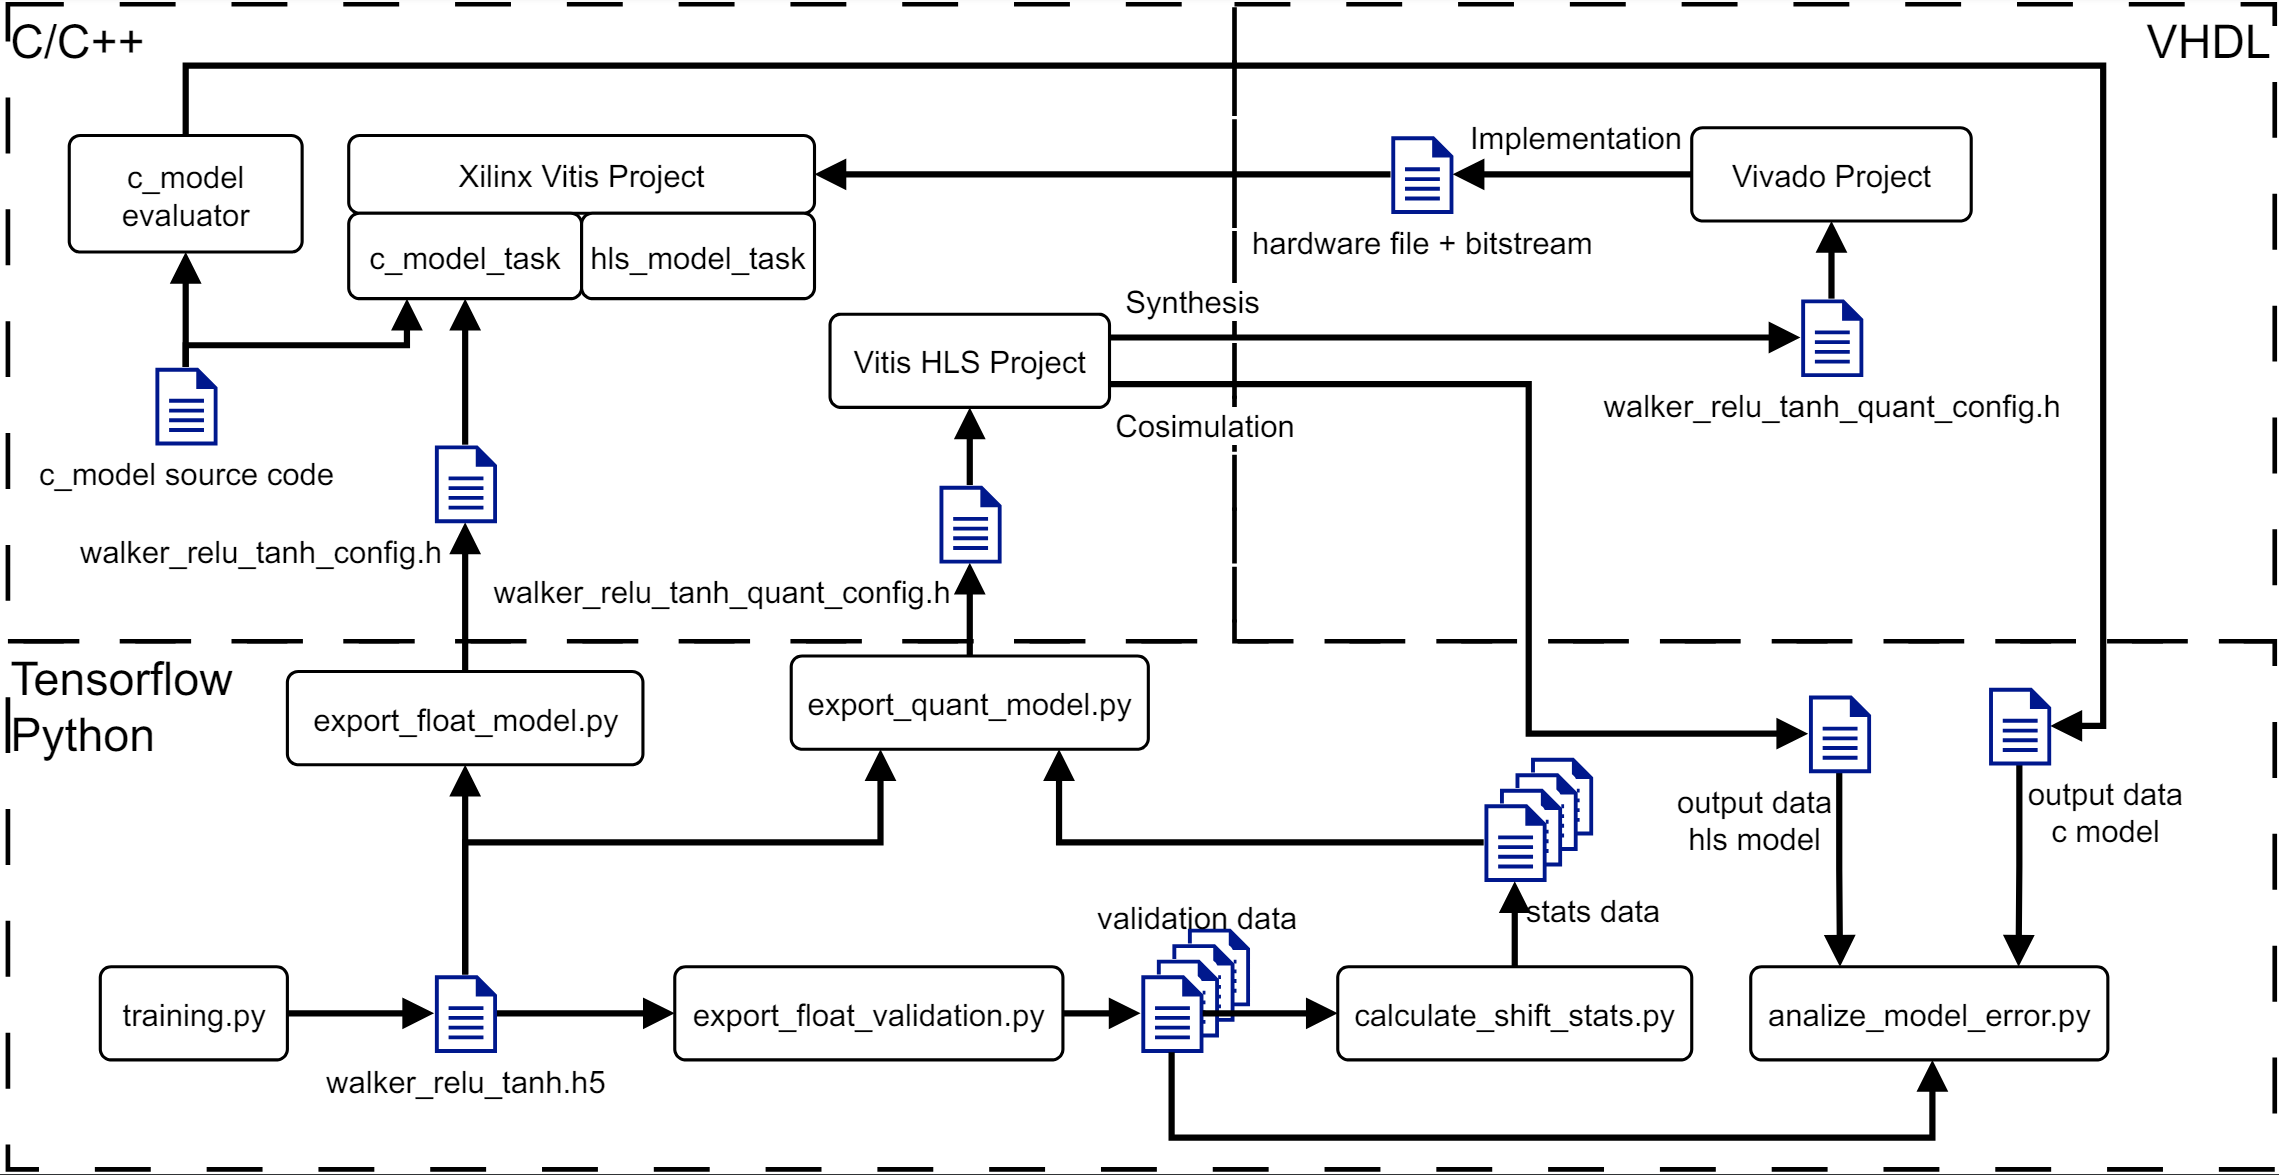 C/C++
VHDL
c_model
evaluator
Xilinx Vitis Project
c_model_task
hls_model_task
Implementation
Vivado Project
hardware file + bitstream
Synthesis
Vitis HLS Project
Cosimulation
walker_relu_tanh_quant_config.h
c_model source code
walker_relu_tanh_config.h
walker_relu_tanh_quant_config.h
Tensorflow
Python
export_float_model.py
export_quant_model.py
output data
hls model
output data
c model
stats data
validation data
training.py
walker_relu_tanh.h5
export_float_validation.py
calculate_shift_stats.py
analize_model_error.py